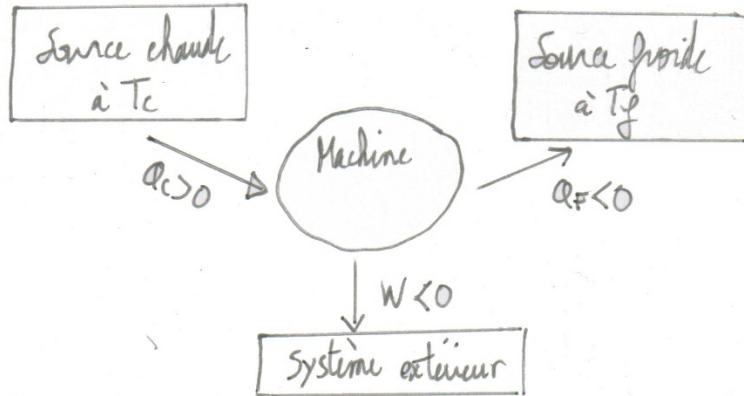 Source chaude
à Tc
Source froide
à Tf
Machine
Qc>0
QF<0
W<0
Système extérieur